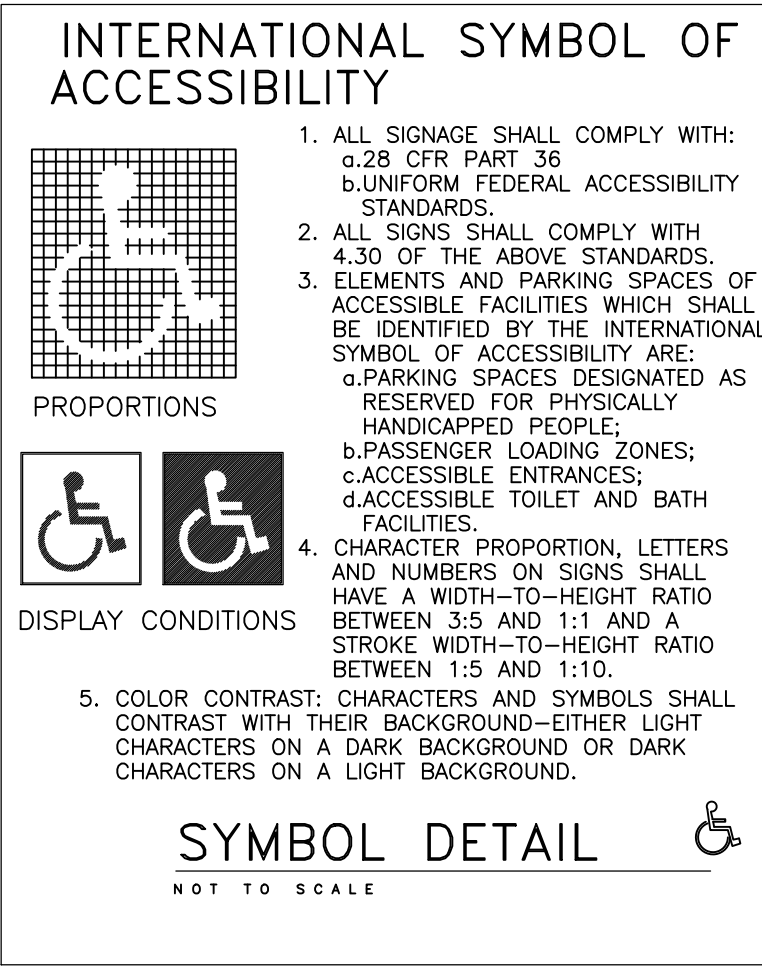 INTERNATIONAL SYMBOL OF
ACCESSIBILITY
1. ALL SIGNAGE SHALL COMPLY WITH:
a.28 CFR PART 36
b.UNIFORM FEDERAL ACCESSIBILITY
STANDARDS.
2. ALL SIGNS SHALL COMPLY WITH
4.30 OF THE ABOVE STANDARDS.
3. ELEMENTS AND PARKING SPACES OF
ACCESSIBLE FACILITIES WHICH SHALL
BE IDENTIFIED BY THE INTERNATIONAL
SYMBOL OF ACCESSIBILITY ARE:
a.PARKING SPACES DESIGNATED AS
RESERVED FOR PHYSICALLY
HANDICAPPED PEOPLE;
b.PASSENGER LOADING ZONES;
c.ACCESSIBLE ENTRANCES;
d.ACCESSIBLE TOILET AND BATH
FACILITIES.
4. CHARACTER PROPORTION, LETTERS
AND NUMBERS ON SIGNS SHALL
HAVE A WIDTH-TO-HEIGHT RATIO
BETWEEN 3:5 AND 1:1 AND A
STROKE WIDTH-TO-HEIGHT RATIO
BETWEEN 1:5 AND 1:10.
PROPORTIONS
DISPLAY CONDITIONS
5. COLOR CONTRAST: CHARACTERS AND SYMBOLS SHALL
CONTRAST WITH THEIR BACKGROUND-EITHER LIGHT
CHARACTERS ON A DARK BACKGROUND OR DARK
CHARACTERS ON A LIGHT BACKGROUND.
SYMBOL DETAIL
NOT TO SCALE